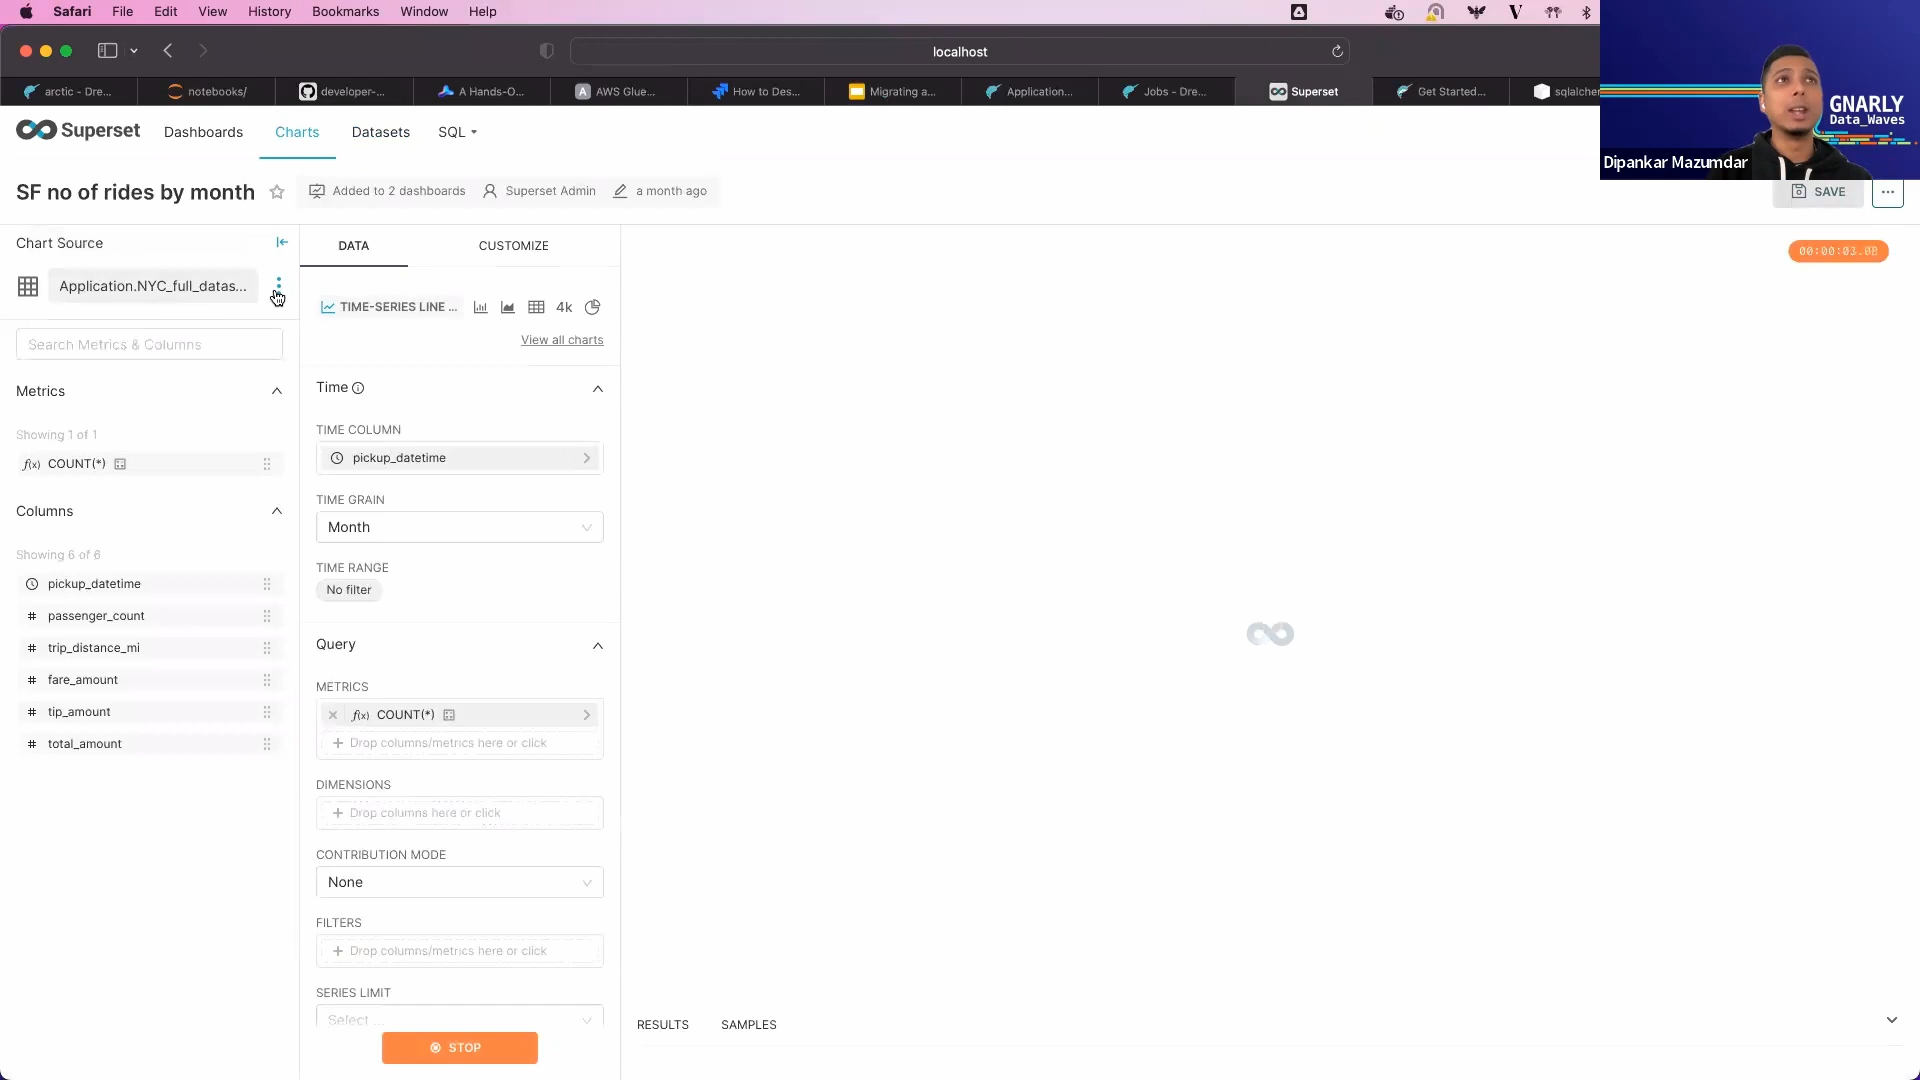 Safari File Edit View History Bookmarks Window Help
localhost
arctic - Dre...
notebooks/
developer-...
A Hands-O...
AWS Glue...
How to Des...
Migrating a...
Application...
Jobs - Dre...
Superset
Get Started...
sqlalche
GNARLY
Data_Waves
Dipankar Mazumdar
Superset Dashboards Charts Datasets SQL
SF no of rides by month Added to 2 dashboards Superset Admin a month ago
SAVE
Chart Source
Application.NYC_full_datas...
Search Metrics & Columns
Metrics
Showing 1 of 1
f(x) COUNT(*)
Columns
Showing 6 of 6
pickup_datetime
# passenger_count
# trip_distance_mi
# fare_amount
# tip_amount
# total_amount
DATA CUSTOMIZE
TIME-SERIES LINE ... 4k
View all charts
Time
TIME COLUMN
pickup_datetime
TIME GRAIN
Month
TIME RANGE
No filter
Query
METRICS
f(x) COUNT(*)
+ Drop columns/metrics here or click
DIMENSIONS
+ Drop columns here or click
CONTRIBUTION MODE
None
FILTERS
+ Drop columns/metrics here or click
SERIES LIMIT
Select ...
STOP
RESULTS SAMPLES